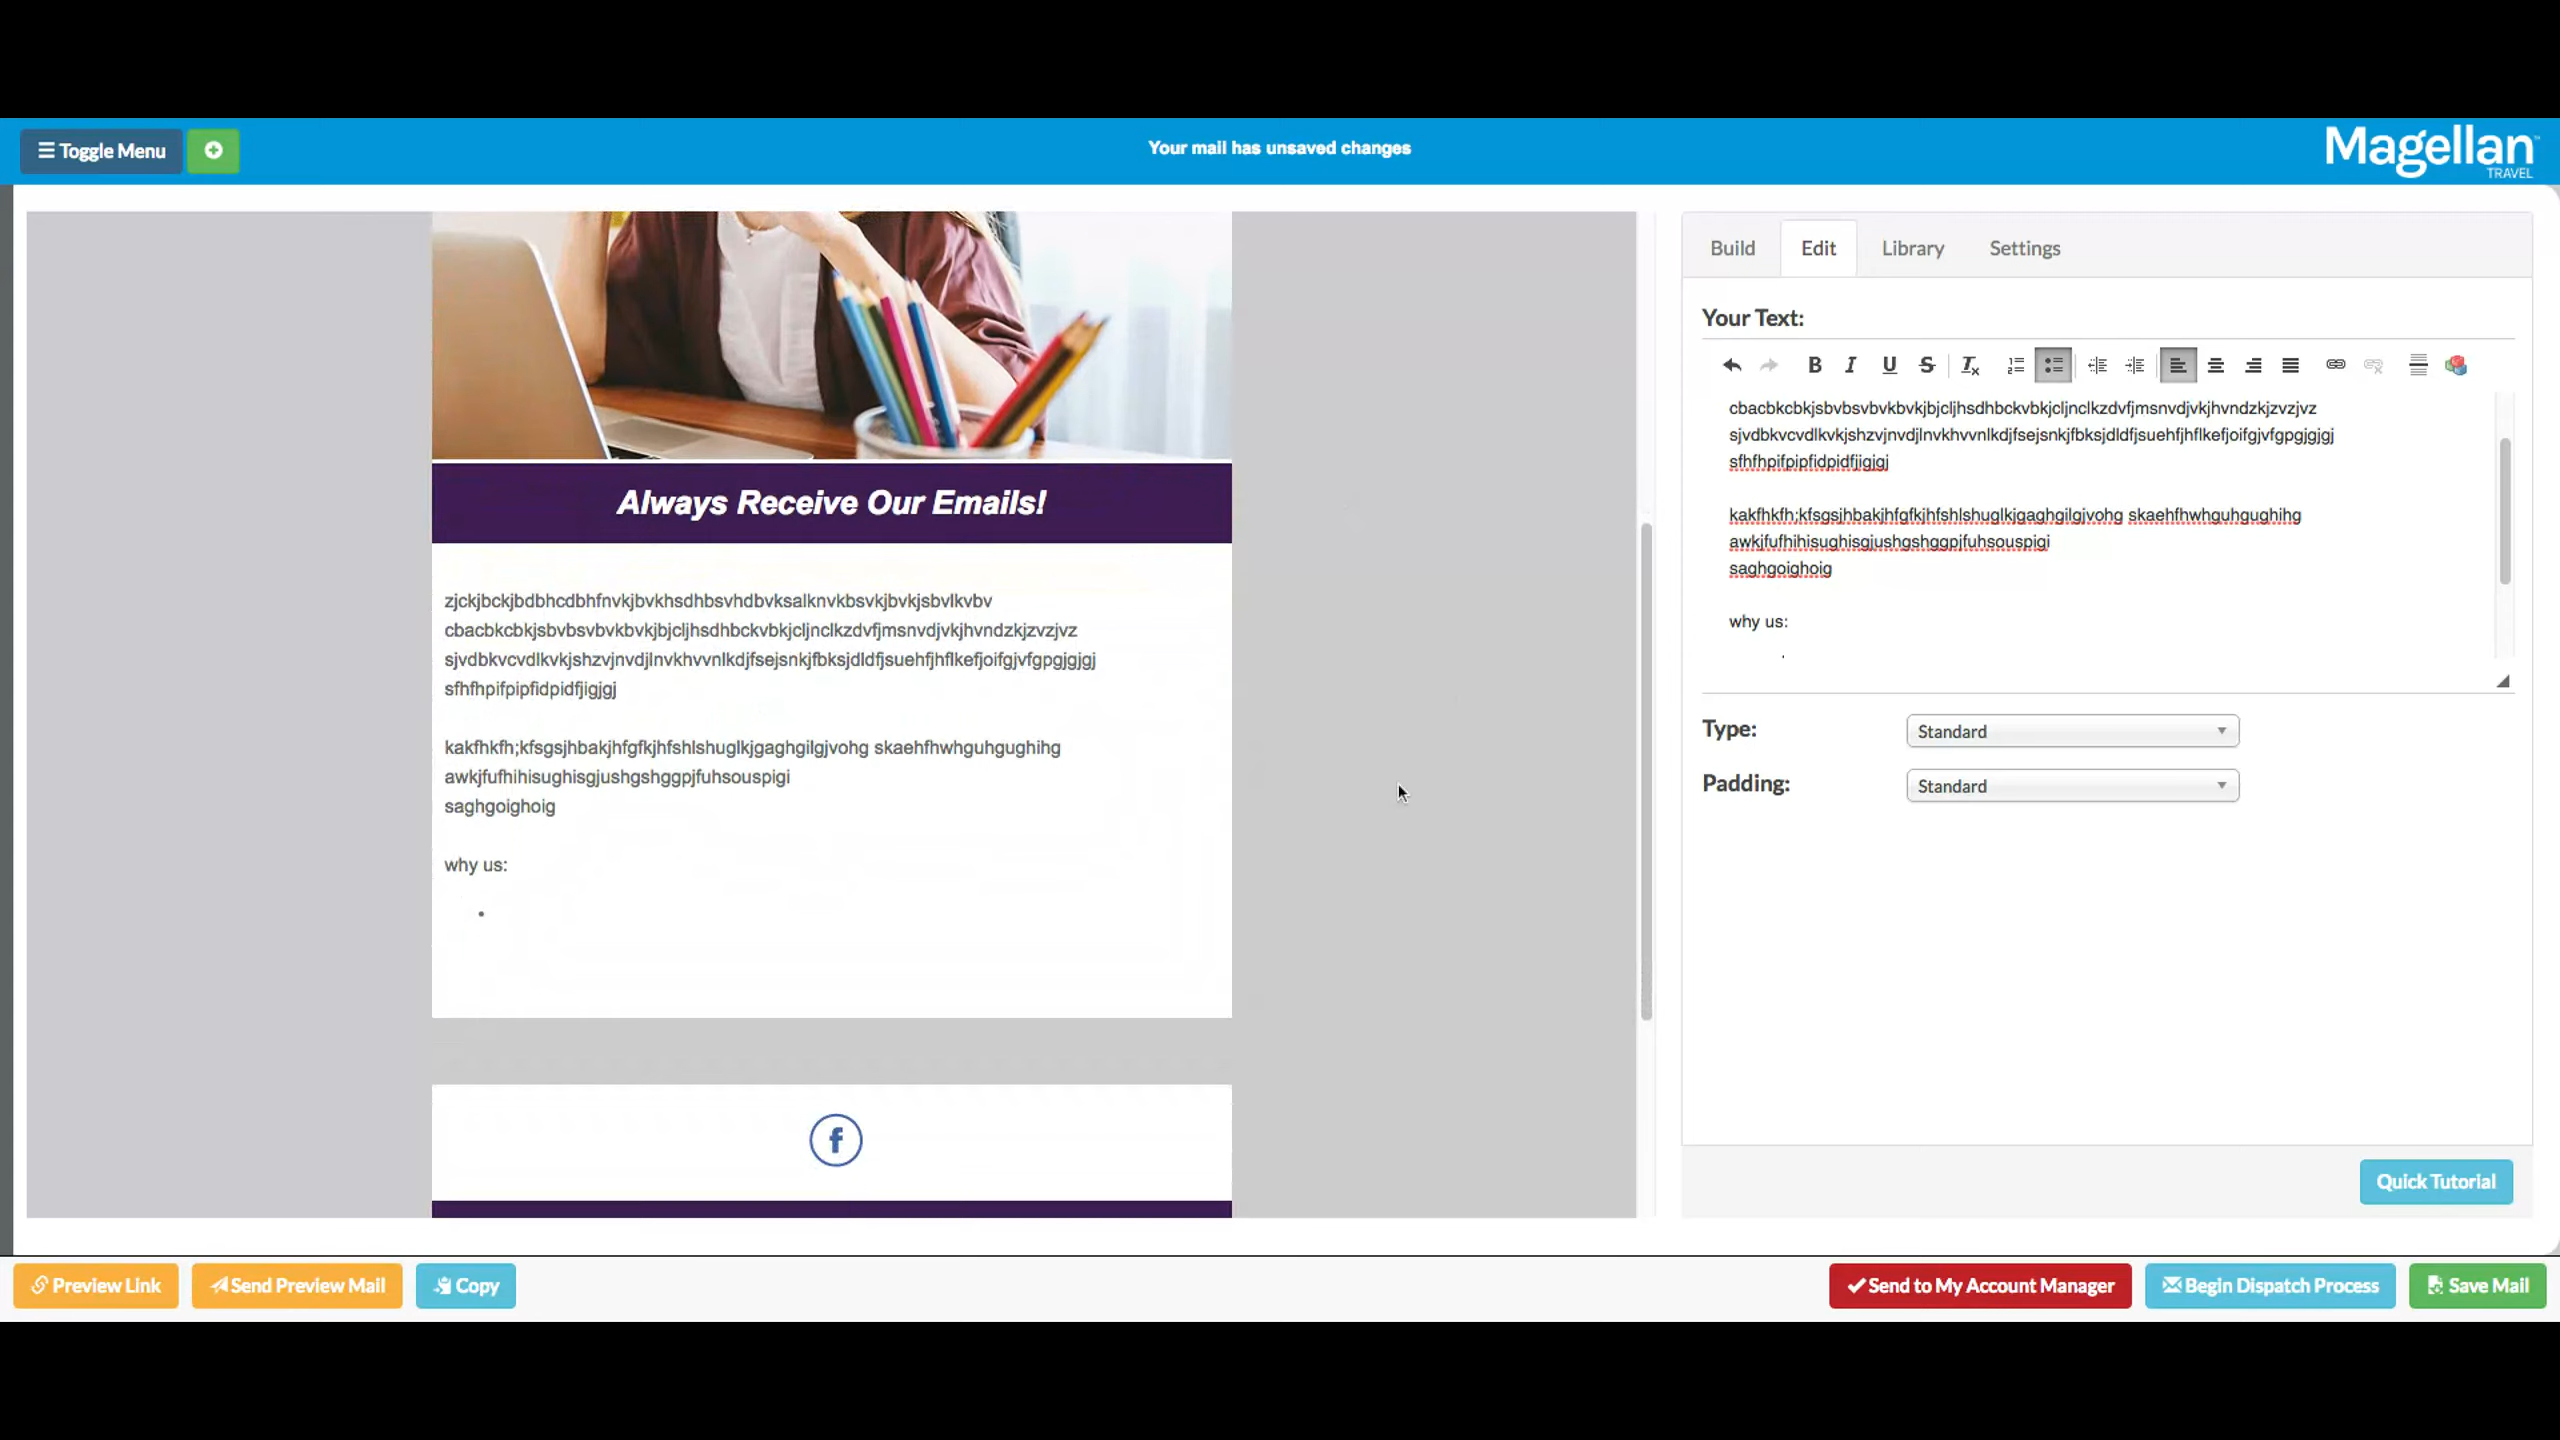 Toggle Menu
Your mail has unsaved changes
Magellan
TRAVEL
Always Receive Our Emails!
zjckjbckjbdbhcdbhfnvkjbvkhsdhbsvhdbvksalknvkbsvkjbvkjsbvlkvbv
cbacbkcbkjsbvbsvbvkbvkjbjcljhsdhbckvbkjcljnclkzdvfjmsnvdjvkjhvndzkjzvzjvz
sjvdbkvcvdlkvkjshzvjnvdjlnvkhvvnlkdjfsejsnkjfbksjdldfjsuehfjhflkefjoifgjvfgpgjgjgj
sfhfhpifpipfidpidfjigjgj
kakfhkfh;kfsgsjhbakjhfgfkjhfshlshuglkjgaghgilgjvohg skaehfhwhguhgughihg
awkjfufhihisughisgjushgshggpjfuhsouspigi
saghgoighoig
why us:
Build
Edit
Library
Settings
Your Text:
cbacbkcbkjsbvbsvbvkbvkjbjcljhsdhbckvbkjcljnclkzdvfjmsnvdjvkjhvndzkjzvzjvz
sjvdbkvcvdlkvkjshzvjnvdjlnvkhvvnlkdjfsejsnkjfbksjdldfjsuehfjhflkefjoifgjvfgpgjgjgj
sfhfhpifpipfidpidfjigjgj
kakfhkfh;kfsgsjhbakjhfgfkjhfshlshuglkjgaghgilgjvohg skaehfhwhguhgughihg
awkjfufhihisughisgjushgshggpjfuhsouspigi
saghgoighoig
why us:
Type:
Standard
Padding:
Standard
Quick Tutorial
Preview Link
Send Preview Mail
Copy
Send to My Account Manager
Begin Dispatch Process
Save Mail